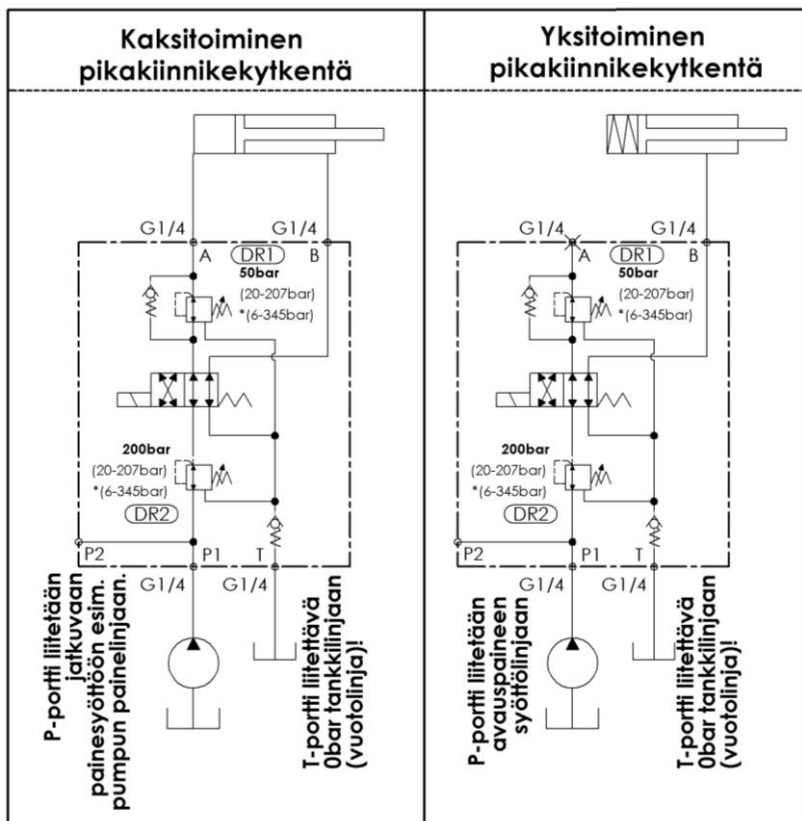 Kaksitoiminen
pikakiinnikekytkentä
G1/4
G1/4
A
DR1
B
50bar
(20-207bar)
*(6-345bar)
200bar
(20-207bar)
*(6-345bar)
DR2
P2
P1
T
G1/4
G1/4
P-portti liitetään
jatkuvaan
painesyöttöön esim.
pumpun painelinjaan.
T-portti liitettävä
0bar tankkilinjaan
(vuotolinja)!
Yksitoiminen
pikakiinnikekytkentä
G1/4
G1/4
A
DR1
B
50bar
(20-207bar)
*(6-345bar)
200bar
(20-207bar)
*(6-345bar)
DR2
P2
P1
T
G1/4
G1/4
P-portti liitetään
avauspaineen
syöttölinjaan
T-portti liitettävä
0bar tankkilinjaan
(vuotolinja)!